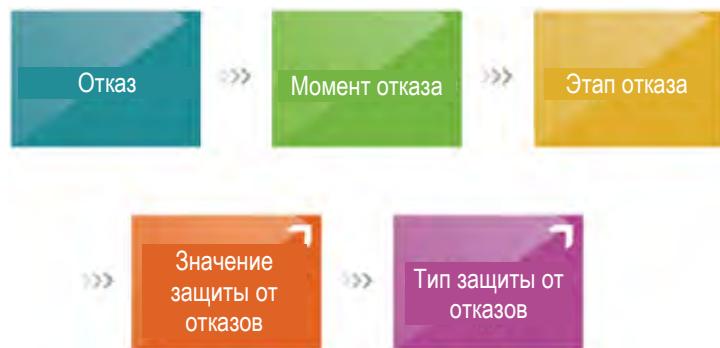 Отказ
Момент отказа
Этап отказа
Значение
защиты от
отказов
Тип защиты от
отказов